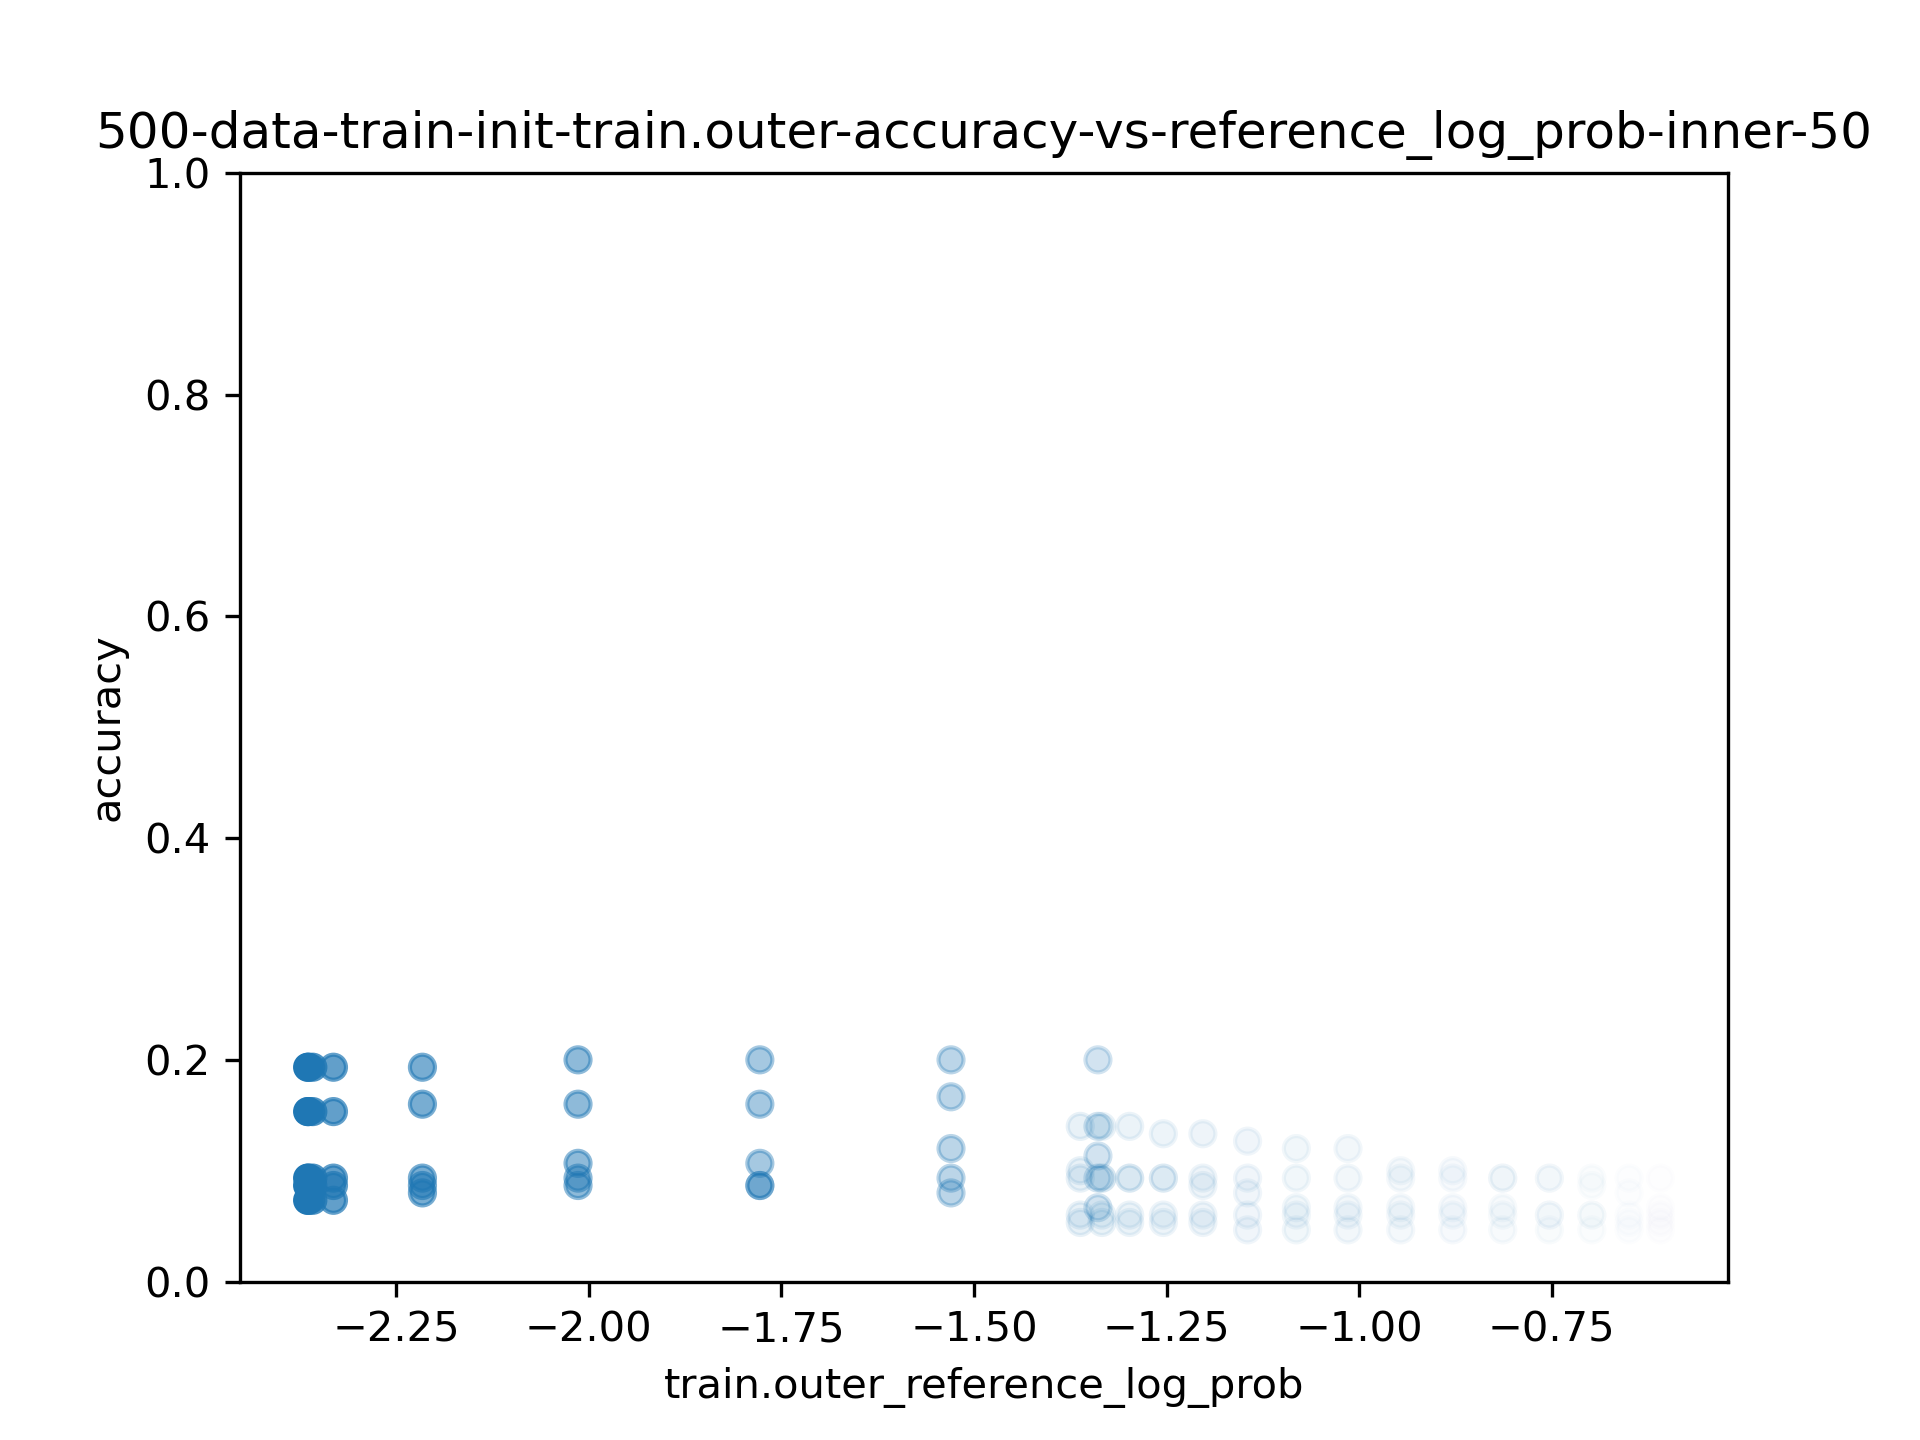 500-data-train-init-train.outer-accuracy-vs-reference_log_prob-inner-50
1.0
0.8
0.6
0.4
0.2
0.0
accuracy
−2.25 −2.00 −1.75 −1.50 −1.25 −1.00 −0.75
train.outer_reference_log_prob